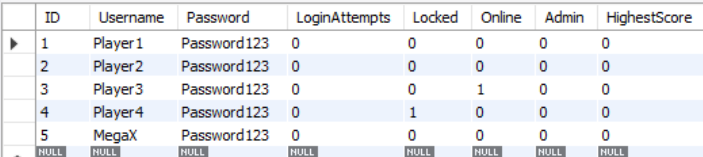 ID Username Password LoginAttempts Locked Online Admin HighestScore
1 Player1 Password123 0 0 0 0 0
2 Player2 Password123 0 0 0 0 0
3 Player3 Password123 0 0 1 0 0
4 Player4 Password123 0 1 0 0 0
5 MegaX Password123 0 0 0 0 0
NULL NULL NULL NULL NULL NULL NULL NULL